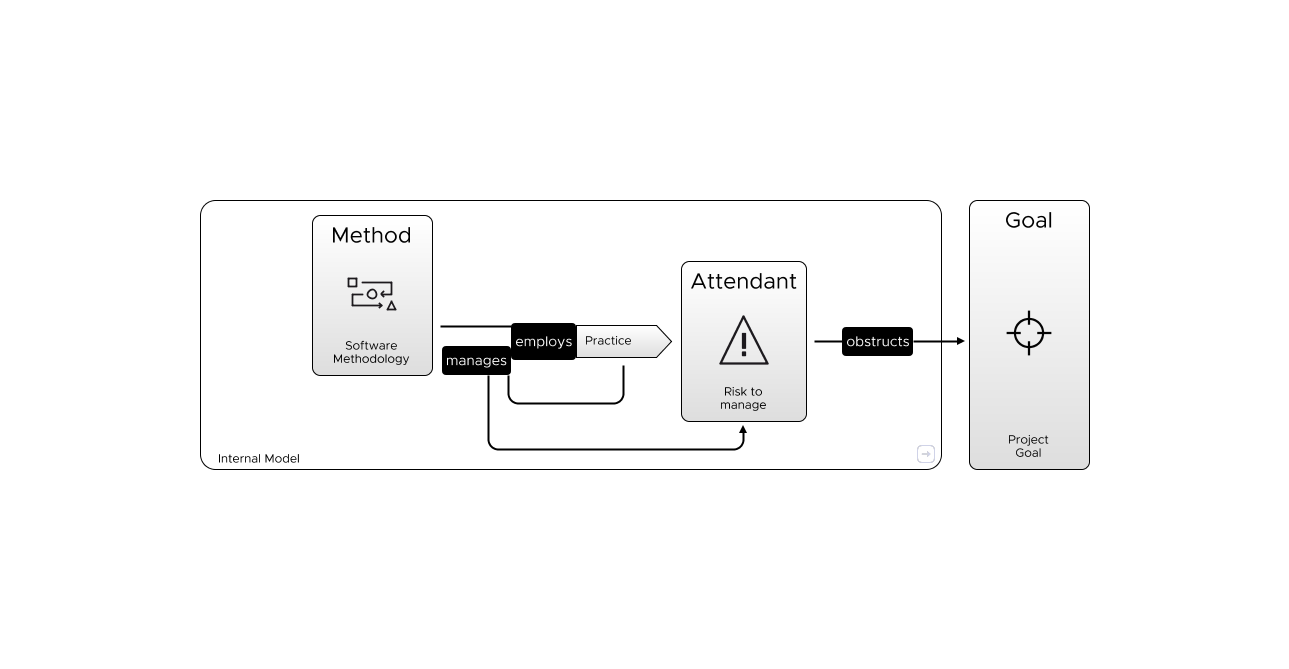 Method
Software
Methodology
manages
employs
Practice
Attendant
Risk to
manage
obstructs
Goal
Project
Goal
Internal Model